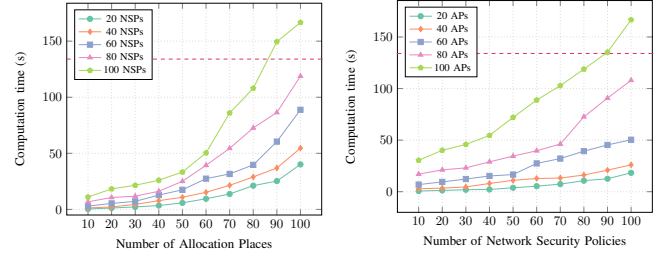 20 NSPs
40 NSPs
60 NSPs
80 NSPs
100 NSPs
Computation time (s)
150
100
50
0
10 20 30 40 50 60 70 80 90 100
Number of Allocation Places
20 APs
40 APs
60 APs
80 APs
100 APs
Computation time (s)
150
100
50
0
10 20 30 40 50 60 70 80 90 100
Number of Network Security Policies